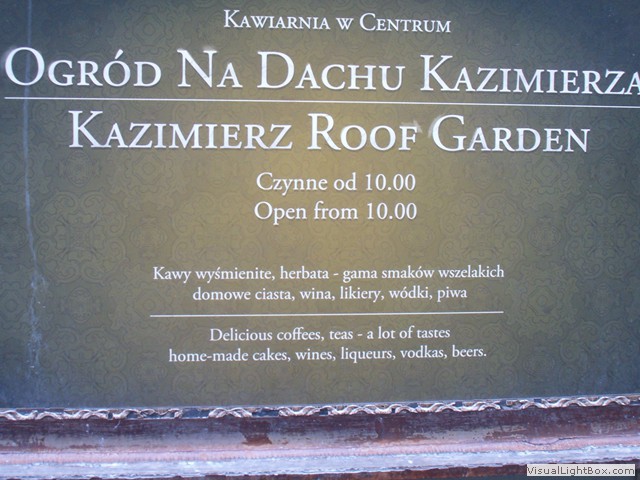 Kawiarnia w Centrum
Ogród Na Dachu Kazimierza
Kazimierz Roof Garden
Czynne od 10.00
Open from 10.00
Kawy wyśmienite, herbata - gama smaków wszelakich
domowe ciasta, wina, likiery, wódki, piwa
Delicious coffees, teas - a lot of tastes
home-made cakes, wines, liqueurs, vodkas, beers.
VisualLightBox.com